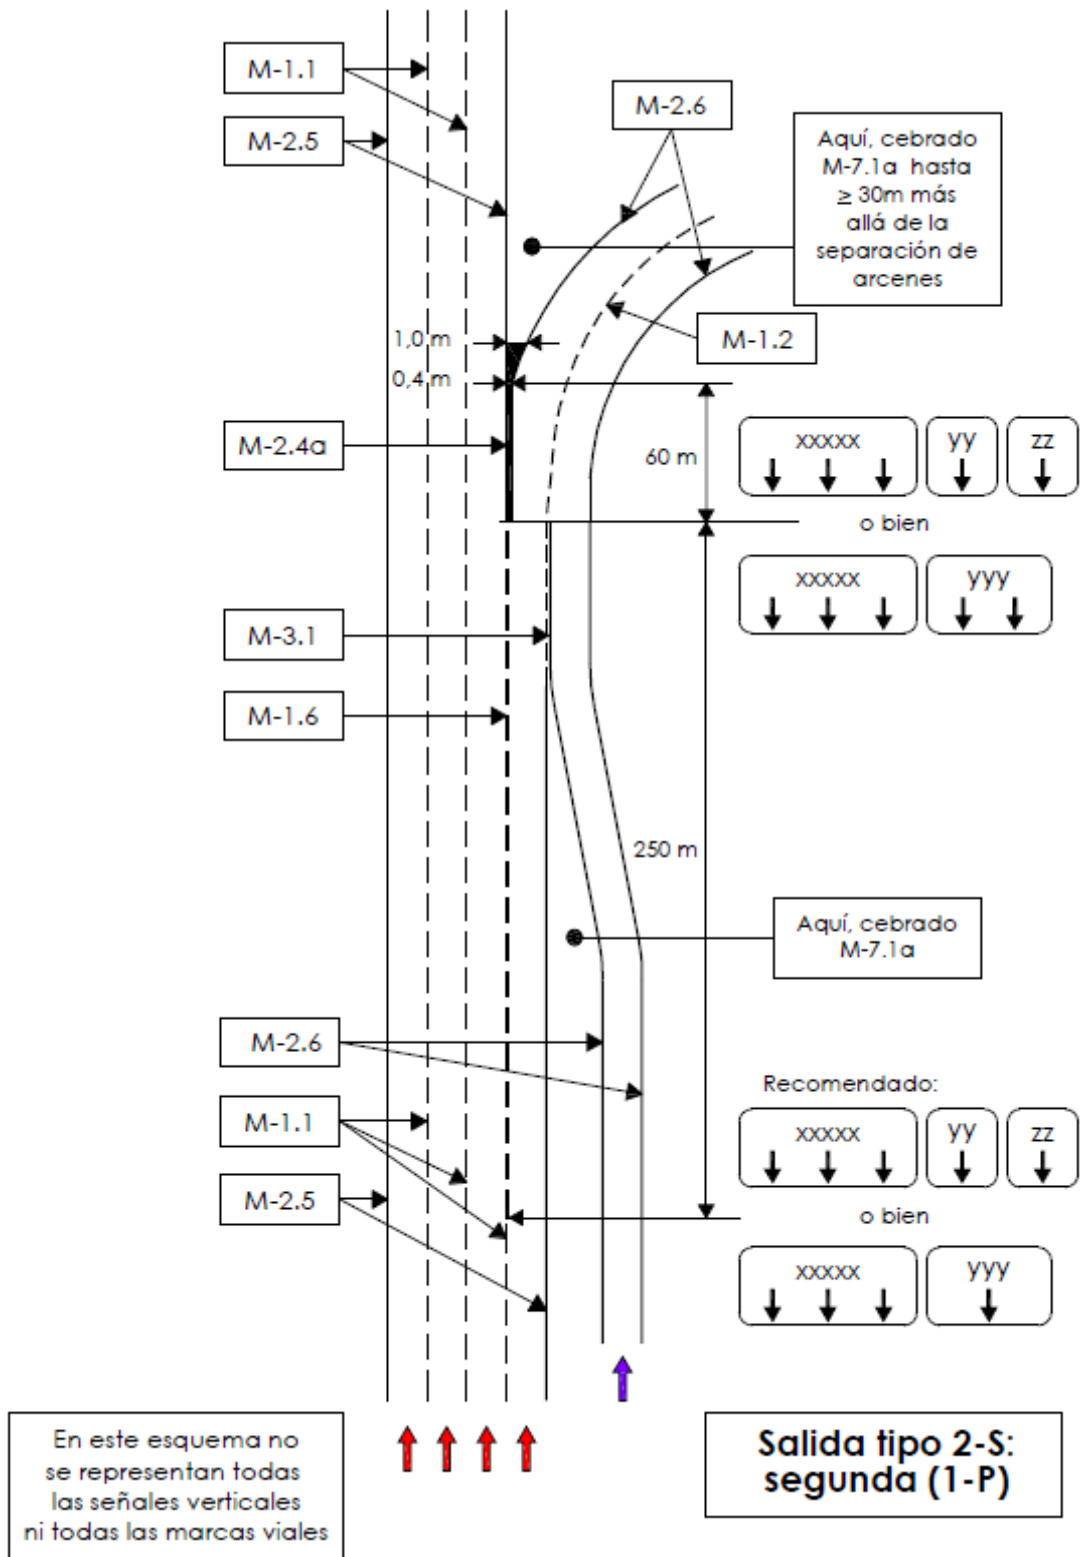 M-1.1
M-2.5
M-2.6
Aquí, cebrado
M-7.1a hasta
≥ 30m más
allá de la
separación de
arcenes
M-1.2
1,0 m
0,4 m
M-2.4a
60 m
xxxxx yy zz
o bien
xxxxx yyy
M-3.1
M-1.6
250 m
Aquí, cebrado
M-7.1a
M-2.6
Recomendado:
M-1.1
xxxxx yy zz
M-2.5
o bien
xxxxx yyy
En este esquema no
se representan todas
las señales verticales
ni todas las marcas viales
Salida tipo 2-S:
segunda (1-P)